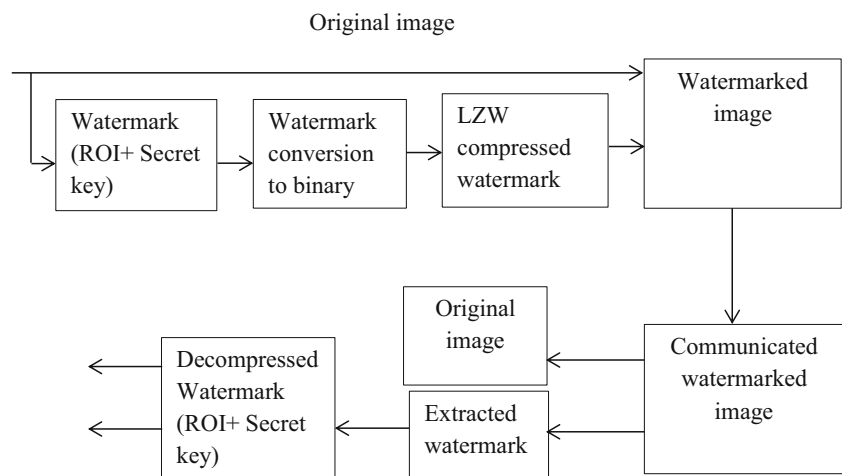 Original image
Watermark
(ROI+ Secret
key)
Watermark
conversion
to binary
LZW
compressed
watermark
Watermarked
image
Original
image
Communicated
watermarked
image
Decompressed
Watermark
(ROI+ Secret
key)
Extracted
watermark